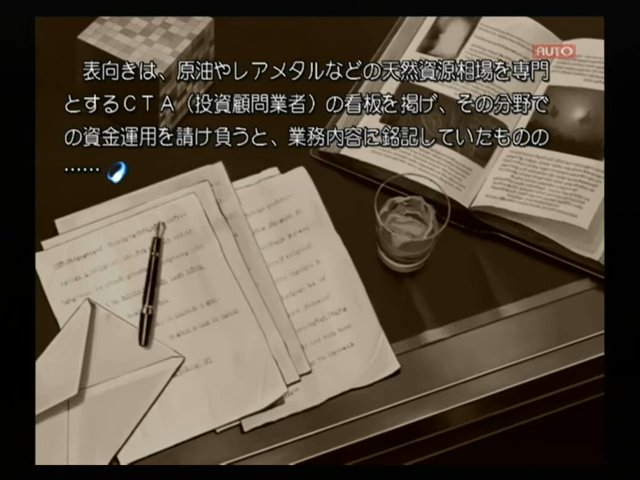 AUTO
表向きは、原油やレアメタルなどの天然資源相場を専門
とするＣＴＡ（投資顧問業者）の看板を掲げ、その分野で
の資金運用を請け負うと、業務内容に銘記していたものの
……